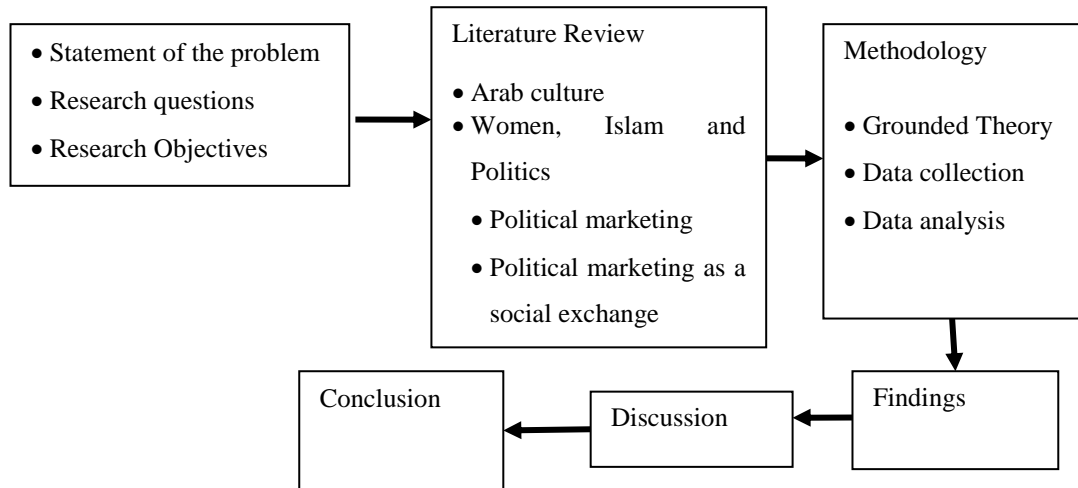 • Statement of the problem
• Research questions
• Research Objectives
Literature Review
• Arab culture
• Women, Islam and
Politics
• Political marketing
• Political marketing as a
social exchange
Methodology
• Grounded Theory
• Data collection
• Data analysis
Findings
Discussion
Conclusion